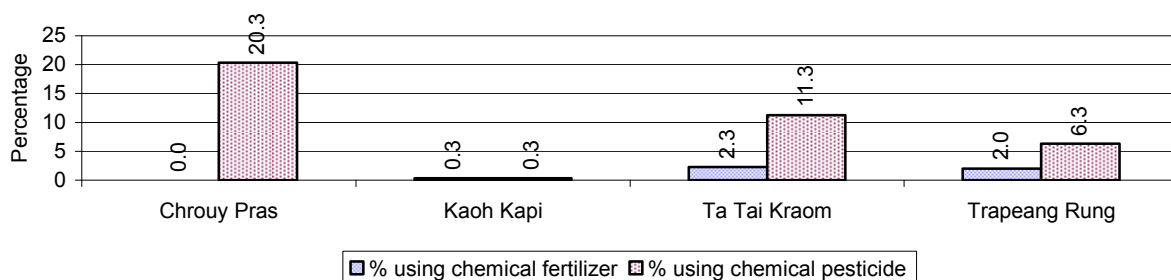 Percentage
25
20
15
10
5
0
0.0
20.3
0.3
0.3
2.3
11.3
2.0
6.3
Chrouy Pras
Kaoh Kapi
Ta Tai Kraom
Trapeang Rung
% using chemical fertilizer
% using chemical pesticide